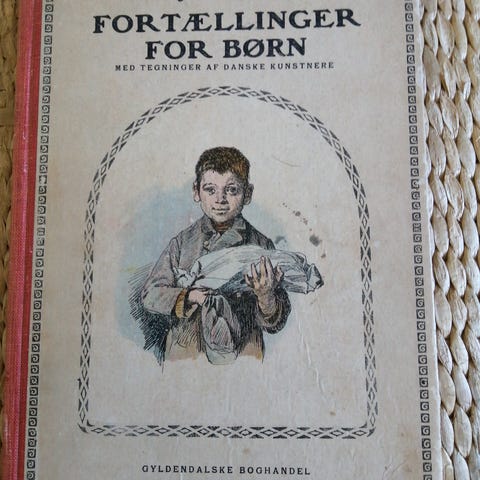 FORTÆLLINGER
FOR BØRN
MED TEGNINGER AF DANSKE KUNSTNERE
GYLDENDALSKE BOGHANDEL